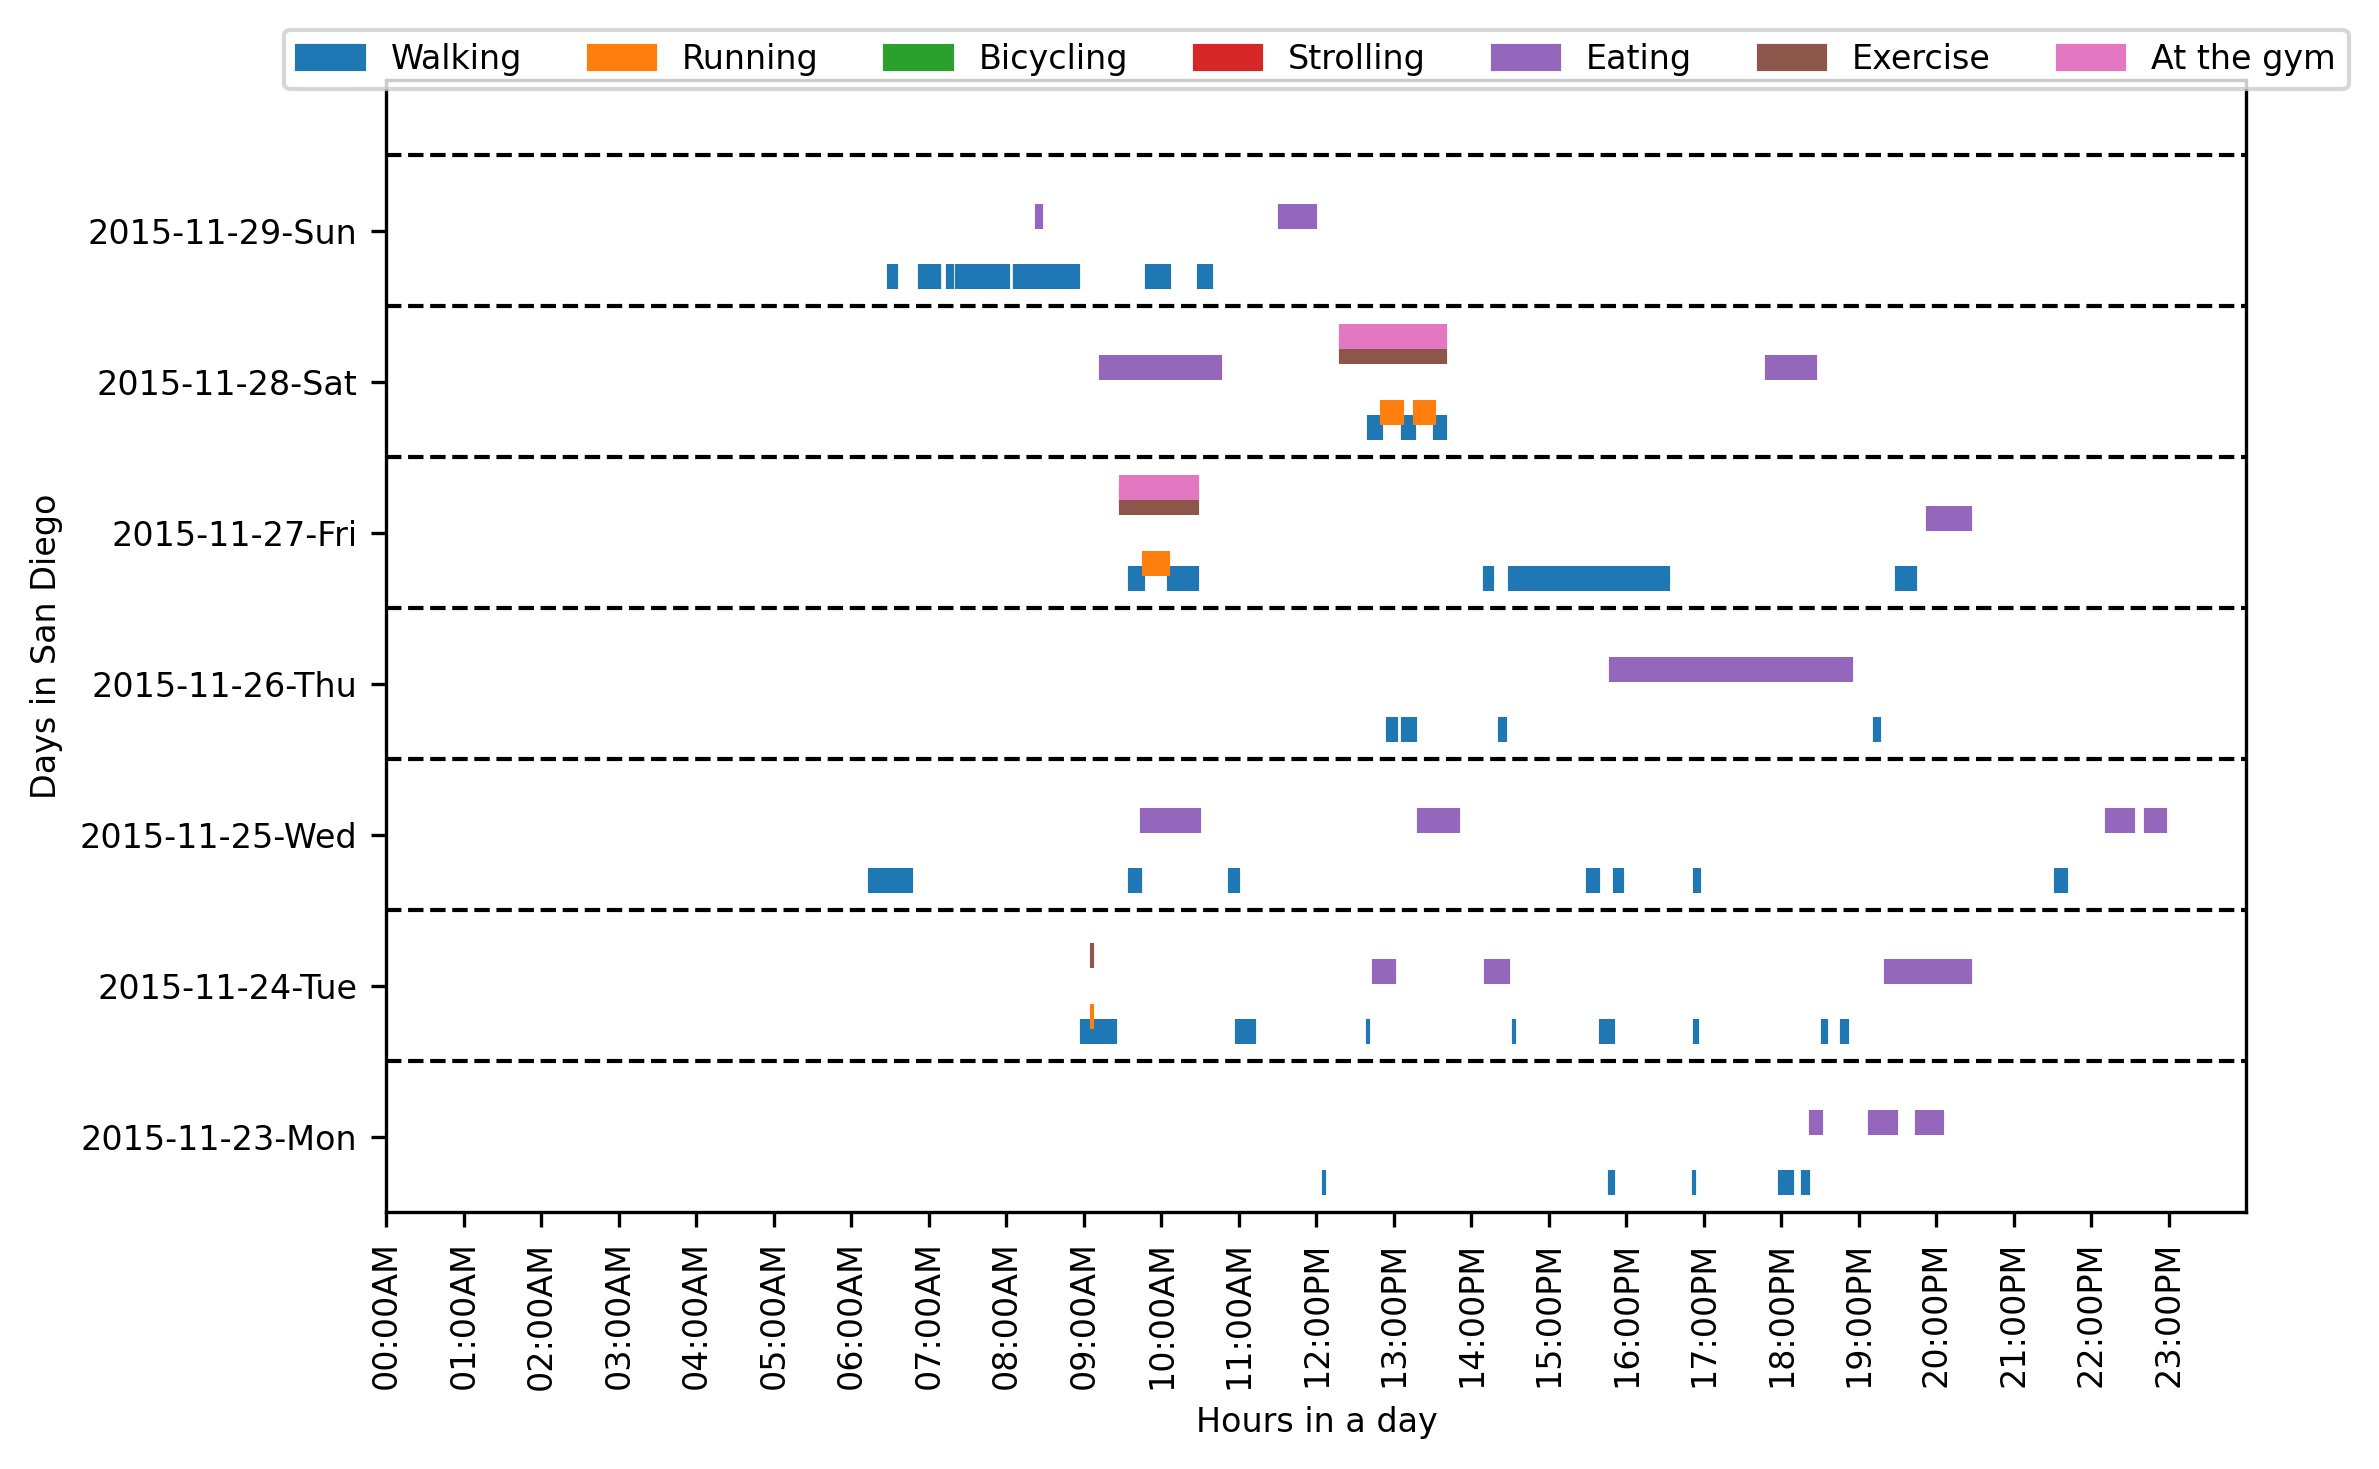 Walking Running Bicycling Strolling Eating Exercise At the gym
2015-11-29-Sun
2015-11-28-Sat
2015-11-27-Fri
2015-11-26-Thu
2015-11-25-Wed
2015-11-24-Tue
2015-11-23-Mon
Days in San Diego
00:00AM 01:00AM 02:00AM 03:00AM 04:00AM 05:00AM 06:00AM 07:00AM 08:00AM 09:00AM 10:00AM 11:00AM 12:00PM 13:00PM 14:00PM 15:00PM 16:00PM 17:00PM 18:00PM 19:00PM 20:00PM 21:00PM 22:00PM 23:00PM
Hours in a day